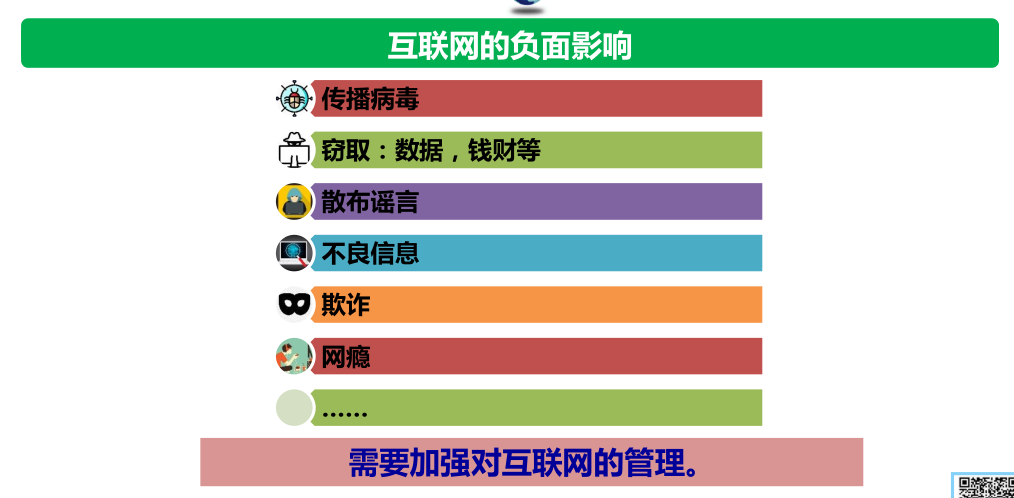 互联网的负面影响
传播病毒
窃取：数据，钱财等
散布谣言
不良信息
欺诈
网瘾
……
需要加强对互联网的管理。